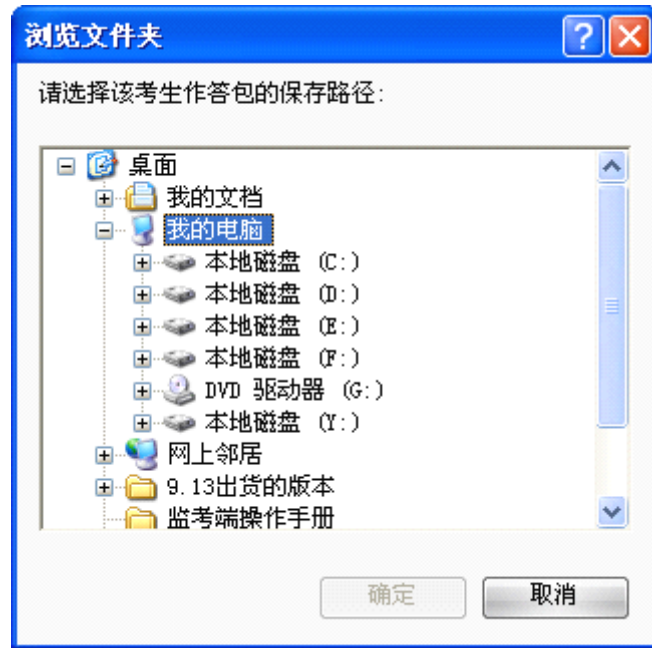 浏览文件夹
请选择该考生作答包的保存路径:
桌面
我的文档
我的电脑
本地磁盘 (C:)
本地磁盘 (D:)
本地磁盘 (E:)
本地磁盘 (F:)
DVD 驱动器 (G:)
本地磁盘 (Y:)
网上邻居
9.13出货的版本
监考端操作手册
确定 取消